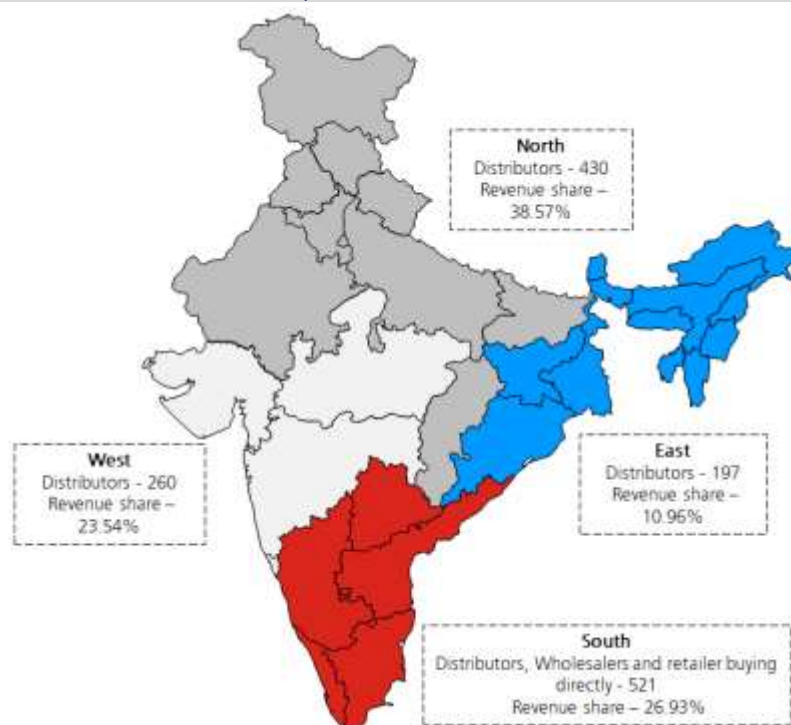 North
Distributors - 430
Revenue share –
38.57%
West
Distributors - 260
Revenue share –
23.54%
East
Distributors - 197
Revenue share –
10.96%
South
Distributors, Wholesalers and retailer buying
directly - 521
Revenue share – 26.93%